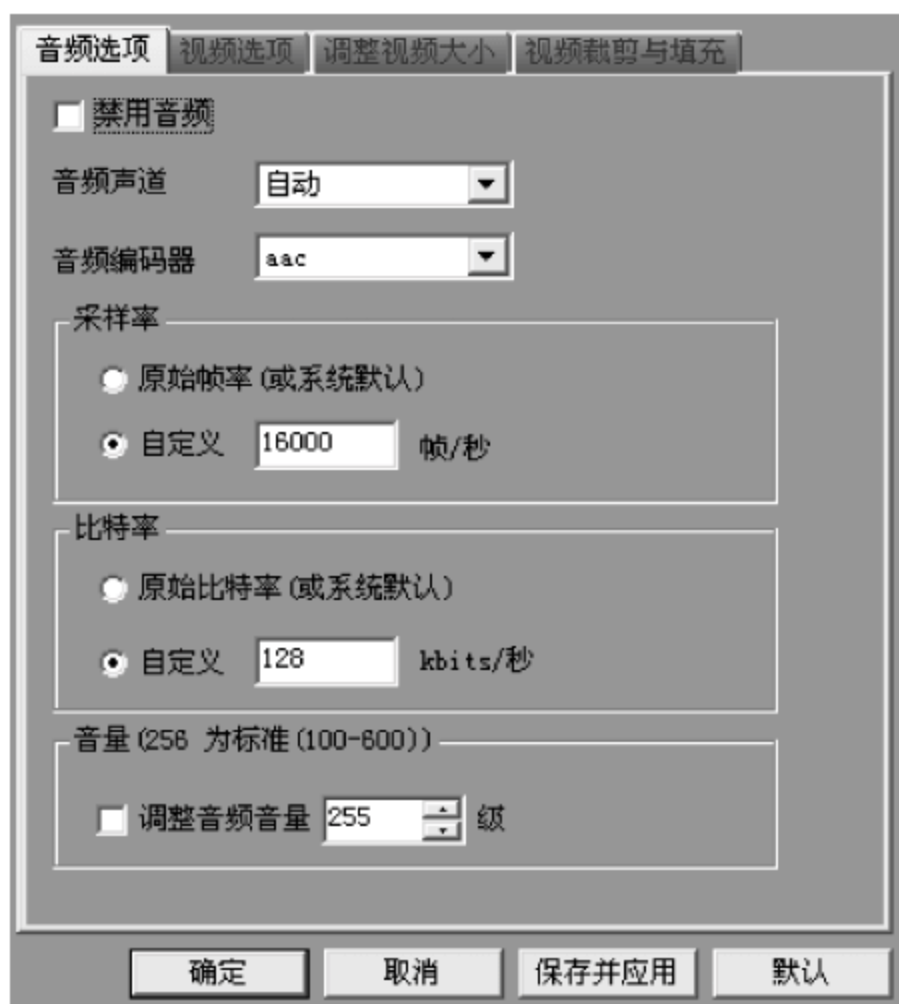 音频选项 视频选项 调整视频大小 视频裁剪与填充
禁用音频
音频声道 自动
音频编码器 aac
采样率
原始帧率(或系统默认)
自定义 16000 帧/秒
比特率
原始比特率(或系统默认)
自定义 128 kbits/秒
音量(256 为标准(100-600))
调整音频音量 255 级
确定 取消 保存并应用 默认